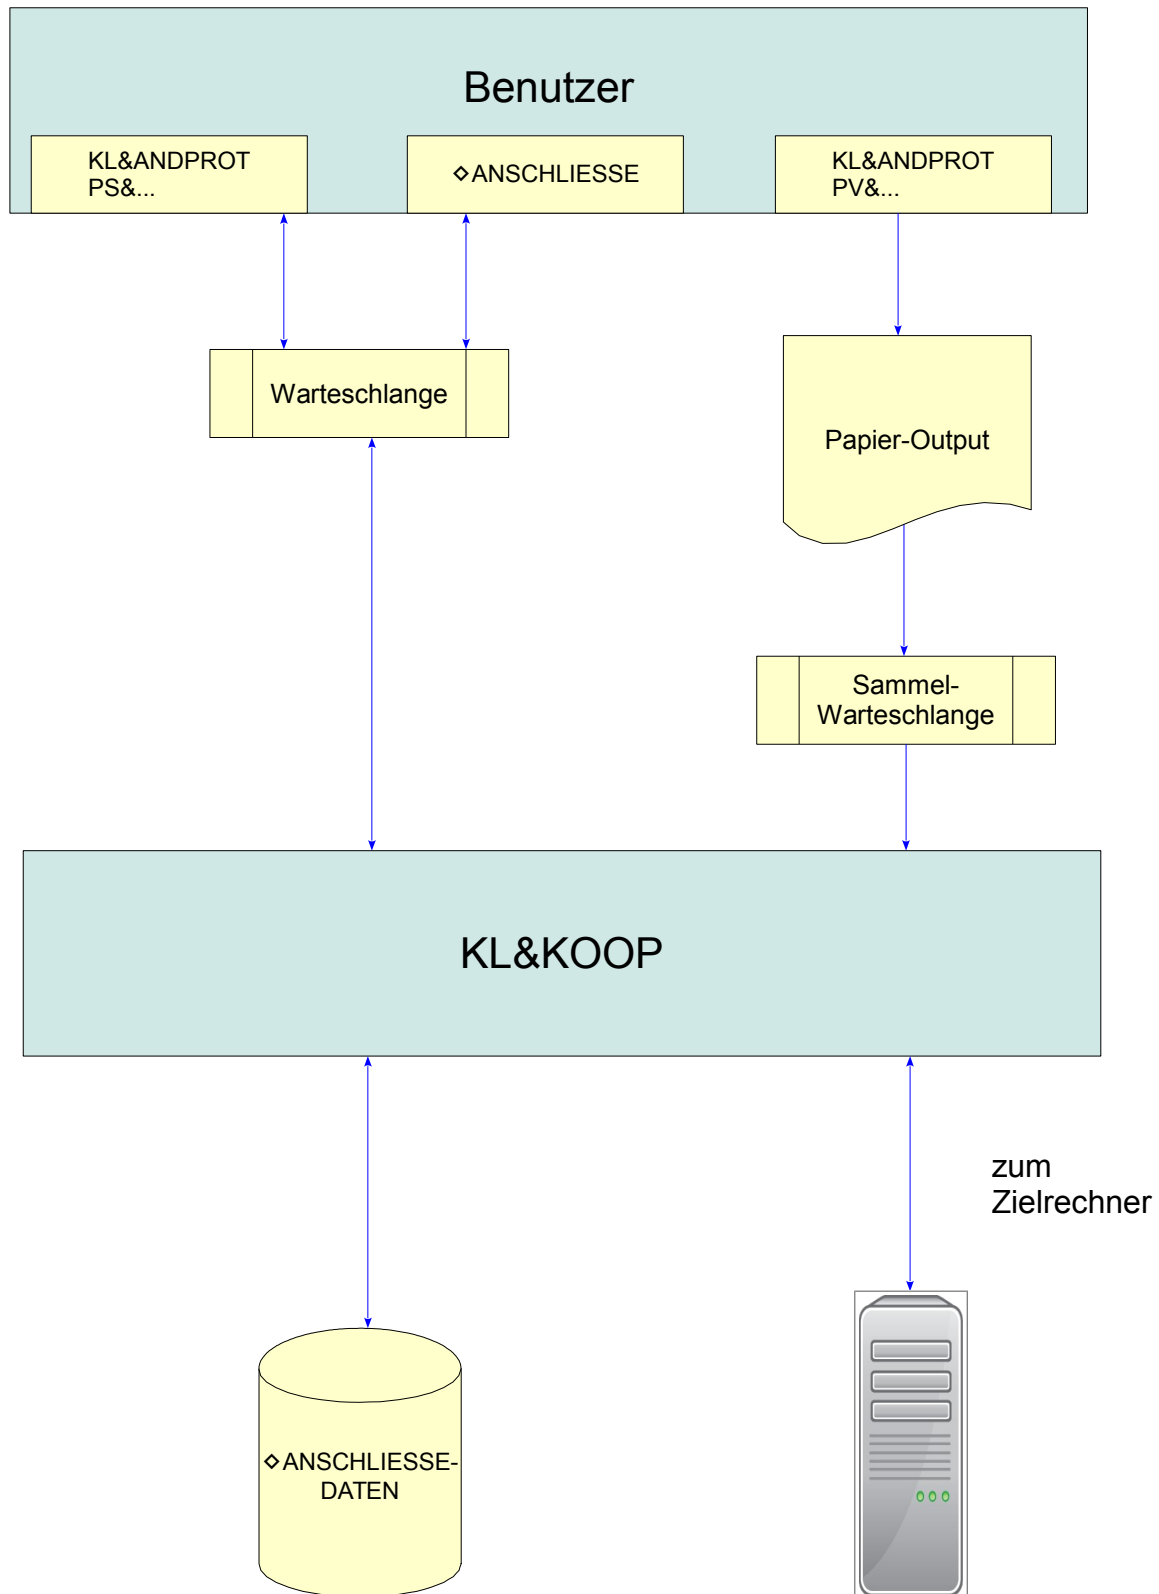 Benutzer
KL&ANDPROT
PS&...
◇ANSCHLIESSE
KL&ANDPROT
PV&...
Warteschlange
Papier-Output
Sammel-
Warteschlange
KL&KOOP
zum
Zielrechner
◇ANSCHLIESSE-
DATEN